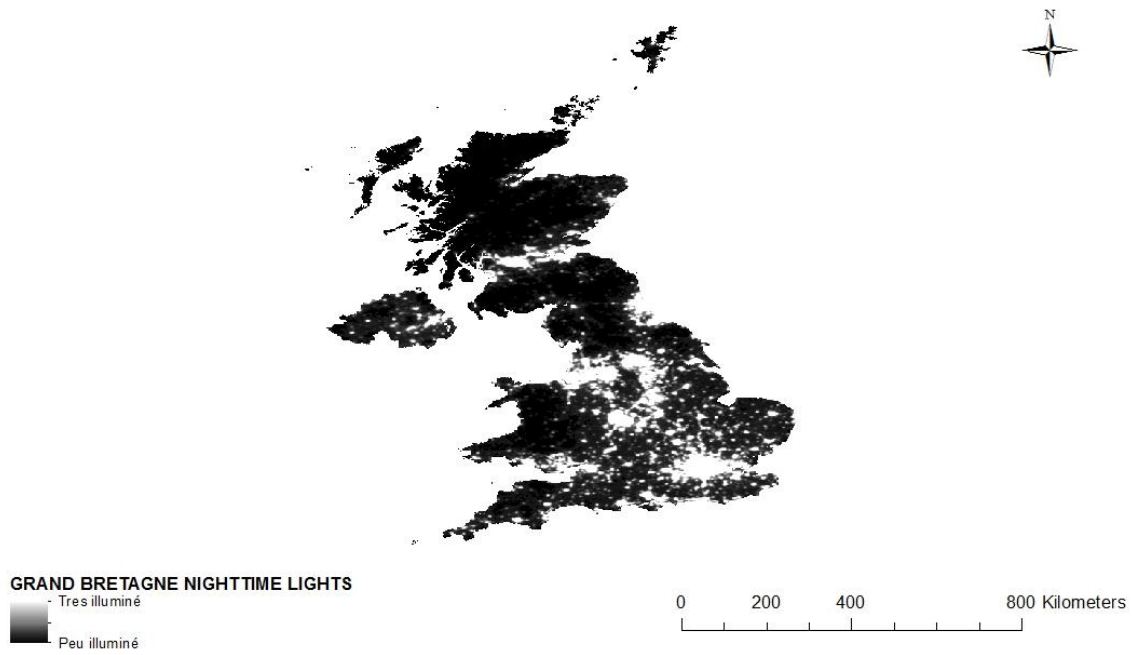 N
GRAND BRETAGNE NIGHTTIME LIGHTS
Tres illuminé
Peu illuminé
0 200 400 800 Kilometers